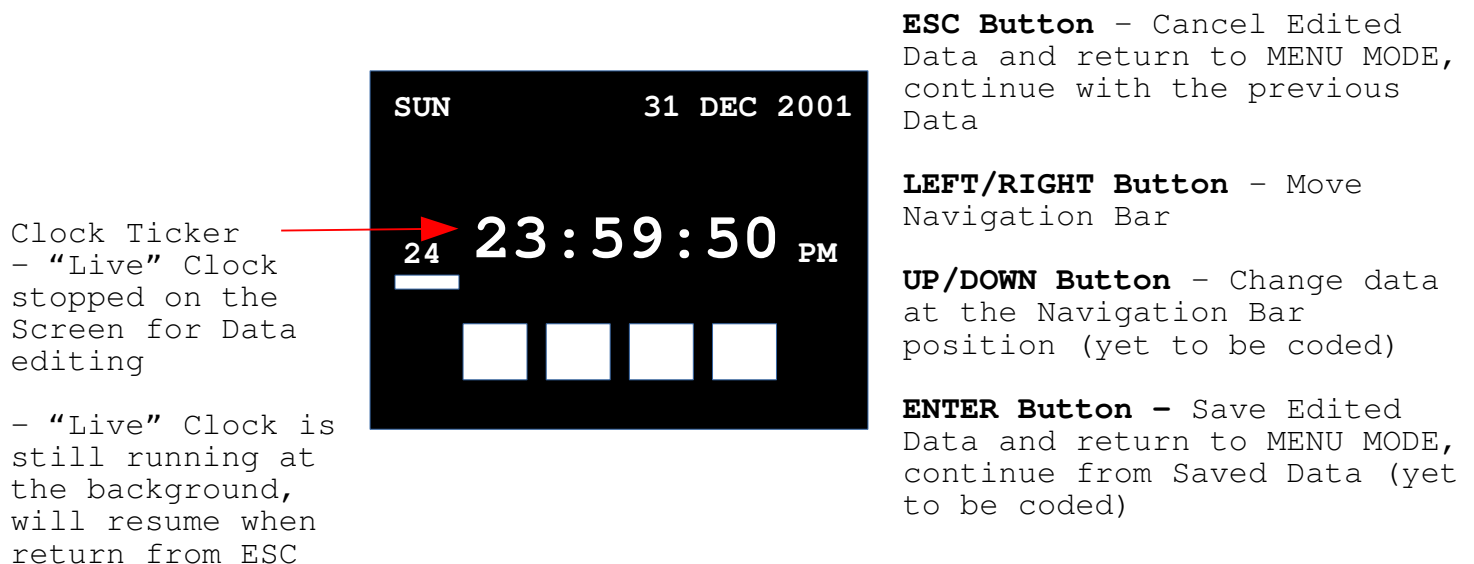 Clock Ticker
– “Live” Clock
stopped on the
Screen for Data
editing
– “Live” Clock is
still running at
the background,
will resume when
return from ESC
SUN 31 DEC 2001
24 23:59:50 PM
ESC Button – Cancel Edited
Data and return to MENU MODE,
continue with the previous
Data
LEFT/RIGHT Button – Move
Navigation Bar
UP/DOWN Button – Change data
at the Navigation Bar
position (yet to be coded)
ENTER Button – Save Edited
Data and return to MENU MODE,
continue from Saved Data (yet
to be coded)